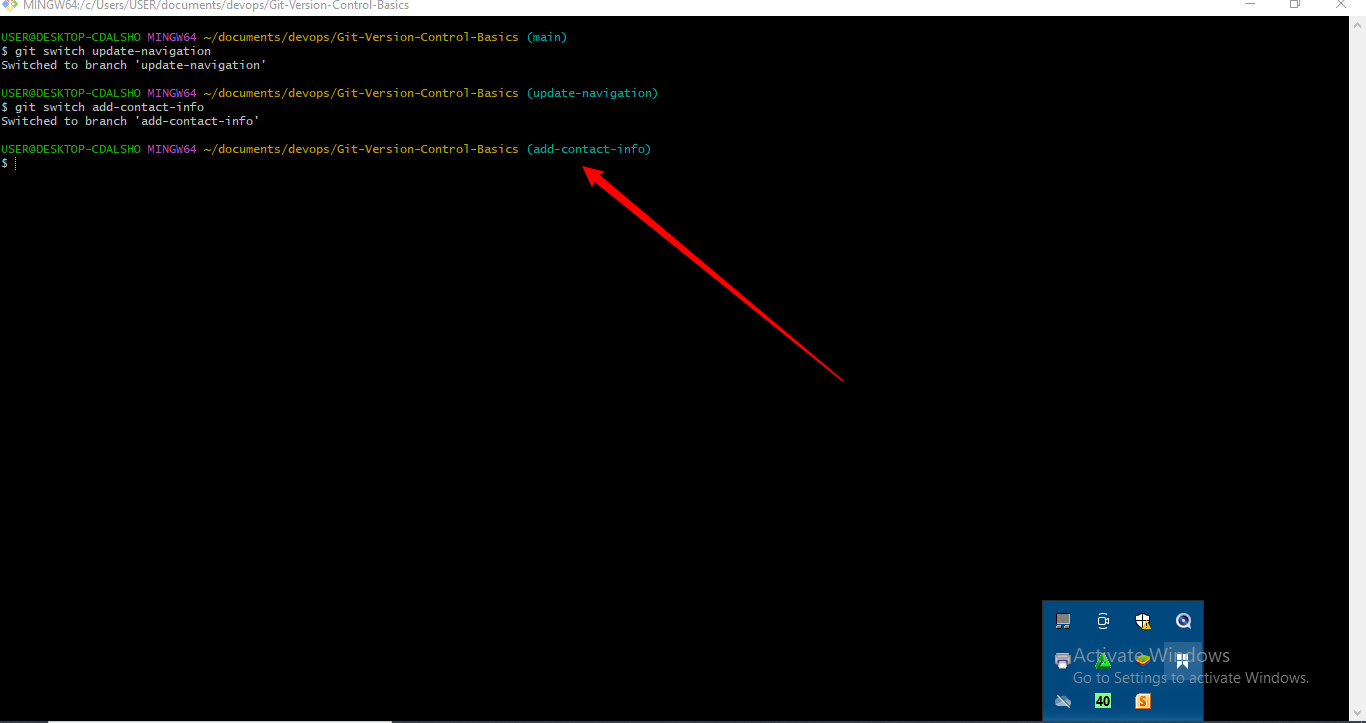 MINGW64:/c/Users/USER/documents/devops/Git-Version-Control-Basics
USER@DESKTOP-CDALSHO MINGW64 ~/documents/devops/Git-Version-Control-Basics (main)
$ git switch update-navigation
Switched to branch 'update-navigation'
USER@DESKTOP-CDALSHO MINGW64 ~/documents/devops/Git-Version-Control-Basics (update-navigation)
$ git switch add-contact-info
Switched to branch 'add-contact-info'
USER@DESKTOP-CDALSHO MINGW64 ~/documents/devops/Git-Version-Control-Basics (add-contact-info)
$
Activate Windows
Go to Settings to activate Windows.
40
S